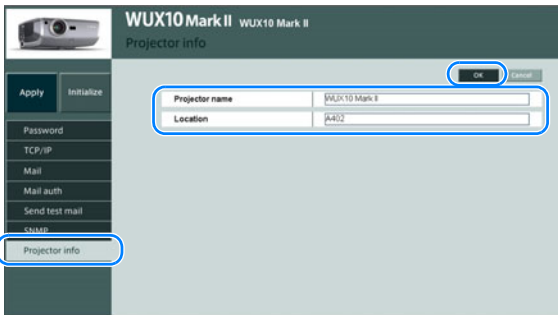 WUX10 Mark II WUX10 Mark II
Projector info
OK Cancel
Apply Initialize
Projector name WUX10 Mark II
Location A402
Password
TCP/IP
Mail
Mail auth
Send test mail
SNMP
Projector info